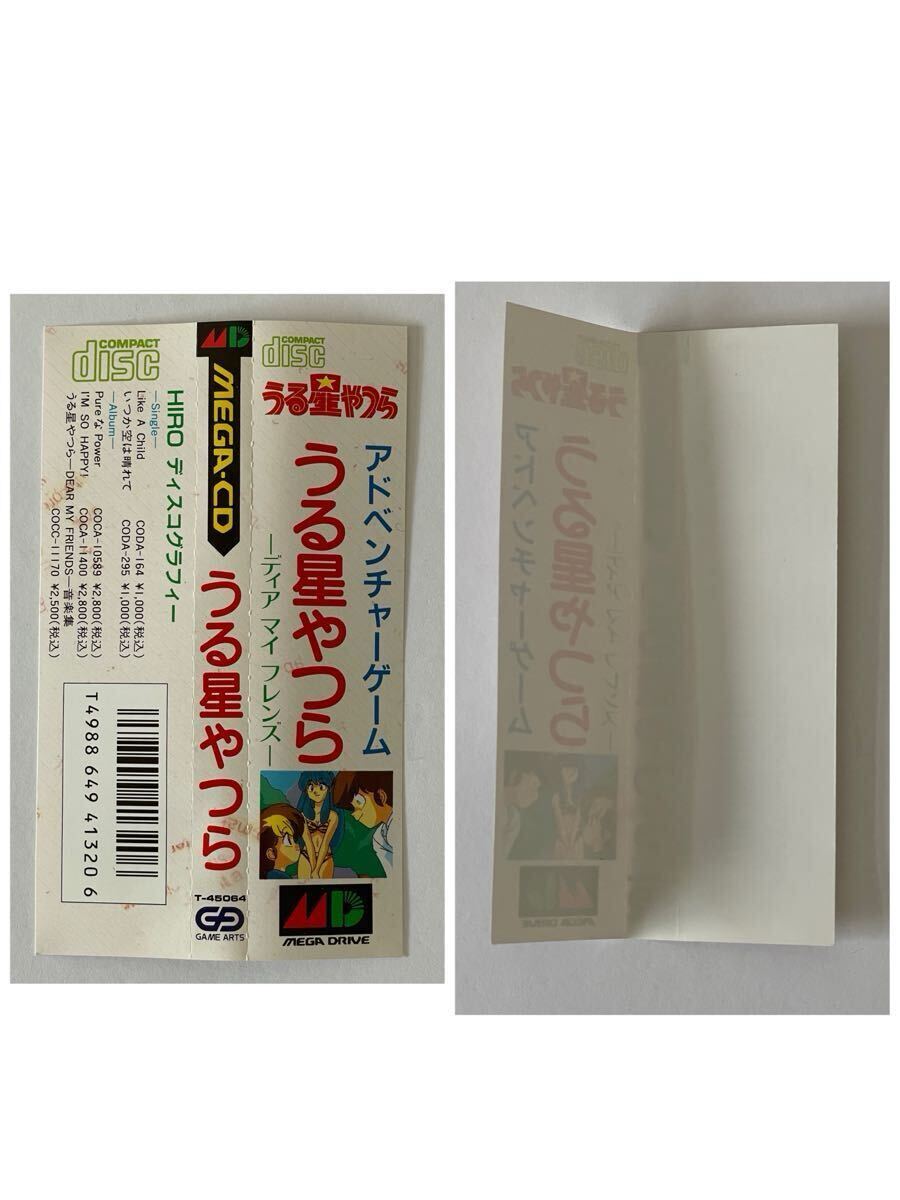 COMPACT
disc
うる星やつら
アドベンチャーゲーム
うる星やつら
―ディア マイ フレンズ―
MEGA DRIVE
MEGA-CD
うる星やつら
T-45064
GAME ARTS
COMPACT
disc
HIRO ディスコグラフィー
―Single―
Like A Child CODA-164 ¥1,000(税込)
いつか空は晴れて CODA-295 ¥1,000(税込)
―Album―
Pureな Power COCA-10589 ¥2,800(税込)
I'M SO HAPPY! COCA-11400 ¥2,800(税込)
うる星やつら―DEAR MY FRIENDS―音楽集
COCC-11170 ¥2,500(税込)
T4988 649 41320 6